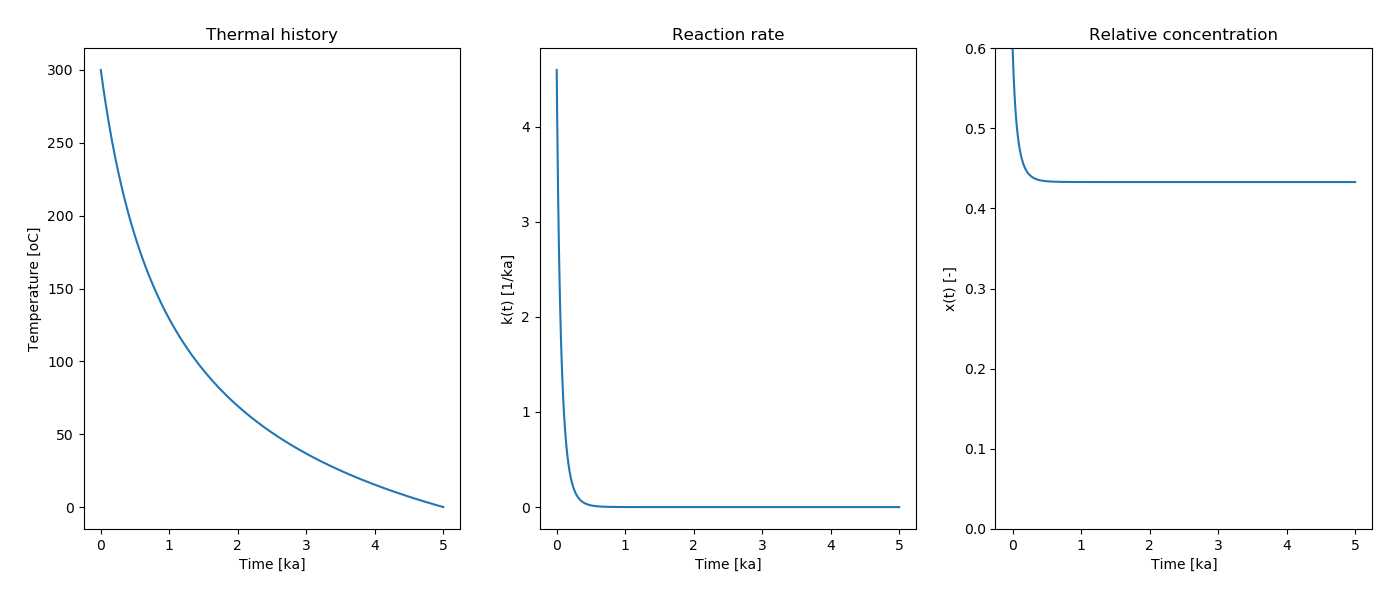 Thermal history
300
250
200
150
100
50
0
Temperature [oC]
0 1 2 3 4 5
Time [ka]
Reaction rate
4
3
2
1
0
k(t) [1/ka]
0 1 2 3 4 5
Time [ka]
Relative concentration
0.6
0.5
0.4
0.3
0.2
0.1
0.0
x(t) [-]
0 1 2 3 4 5
Time [ka]